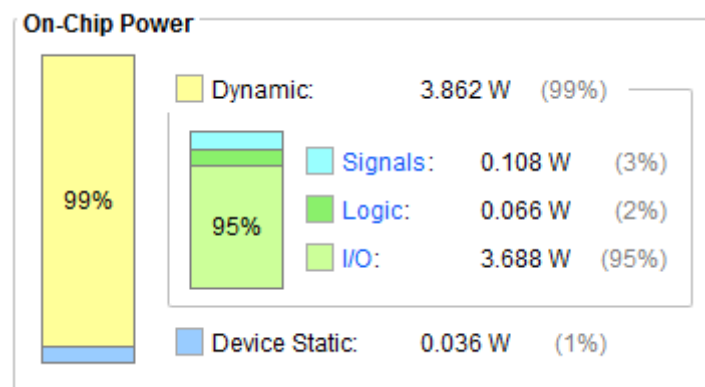 On-Chip Power
Dynamic: 3.862 W (99%)
99%
95%
Signals: 0.108 W (3%)
Logic: 0.066 W (2%)
I/O: 3.688 W (95%)
Device Static: 0.036 W (1%)